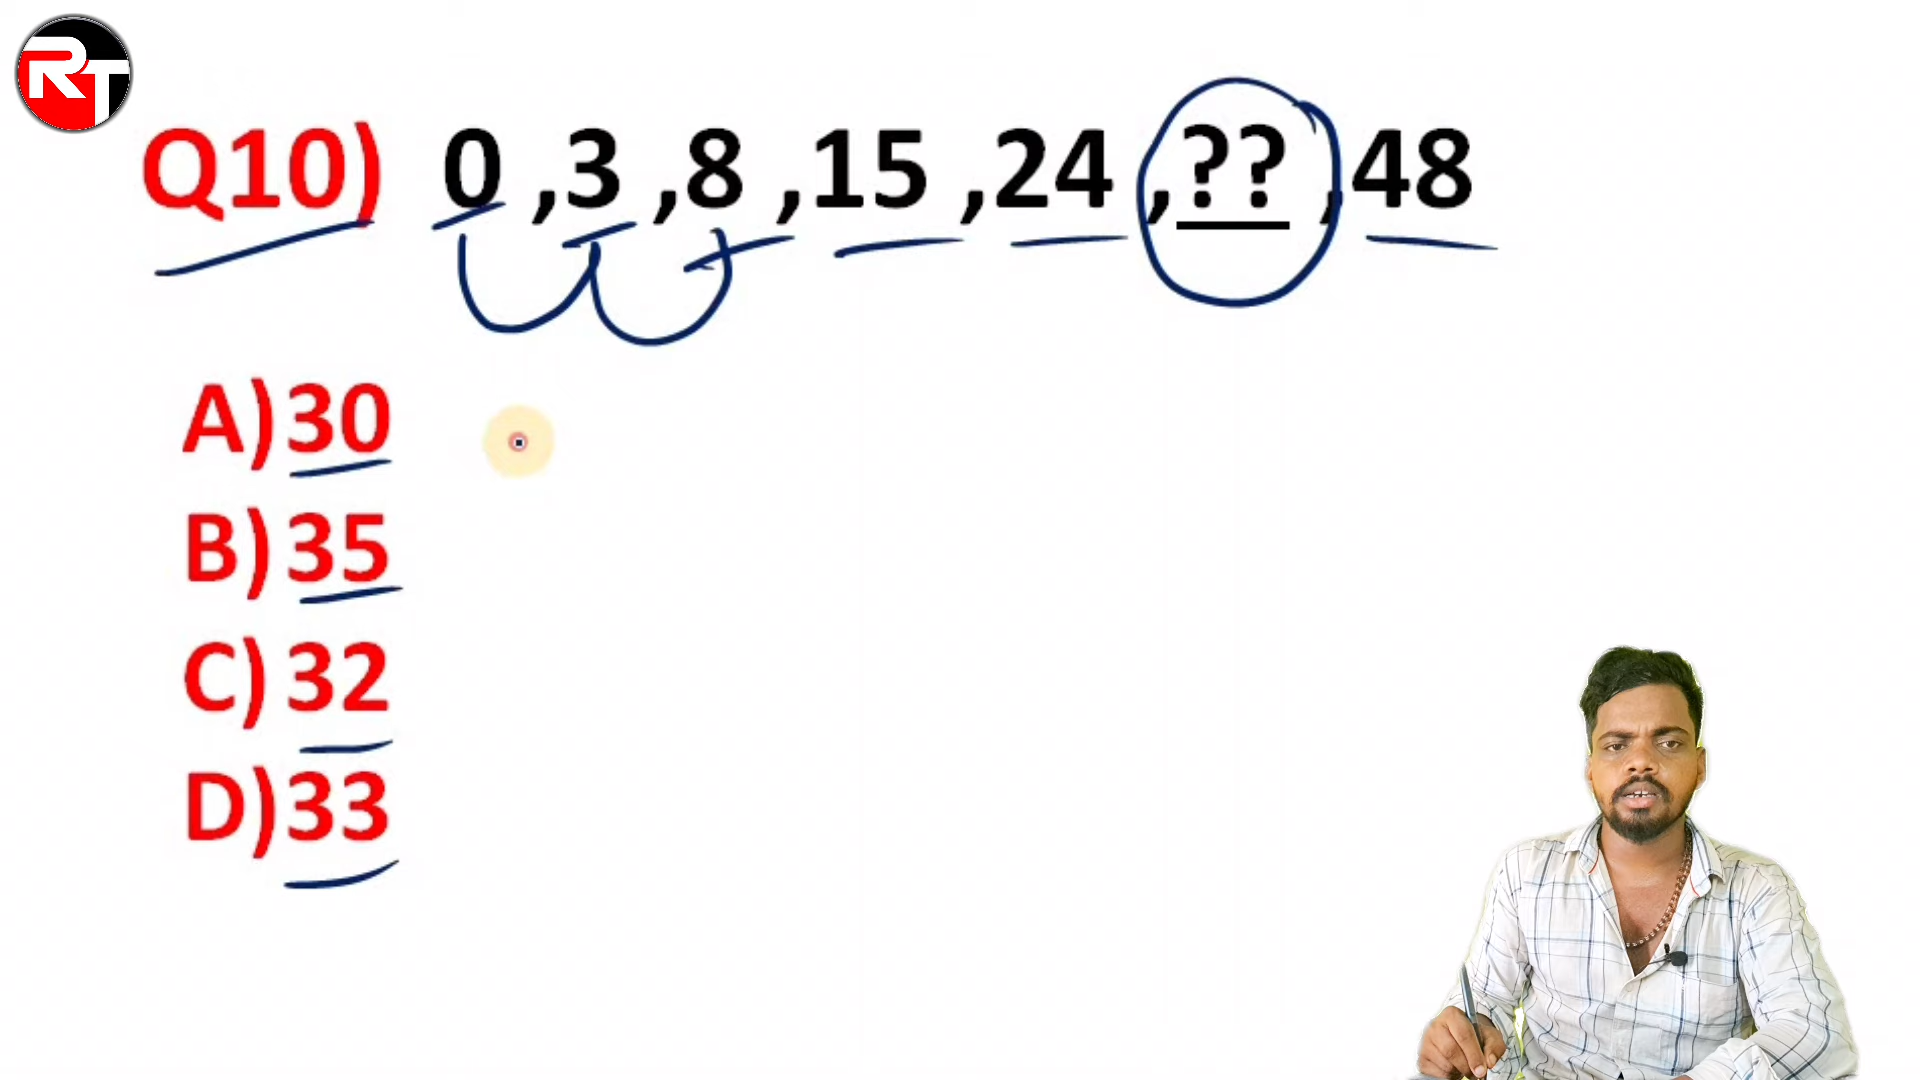 RT
Q10) 0 ,3 ,8 ,15 ,24 ,?? ,48
A)30
B)35
C)32
D)33